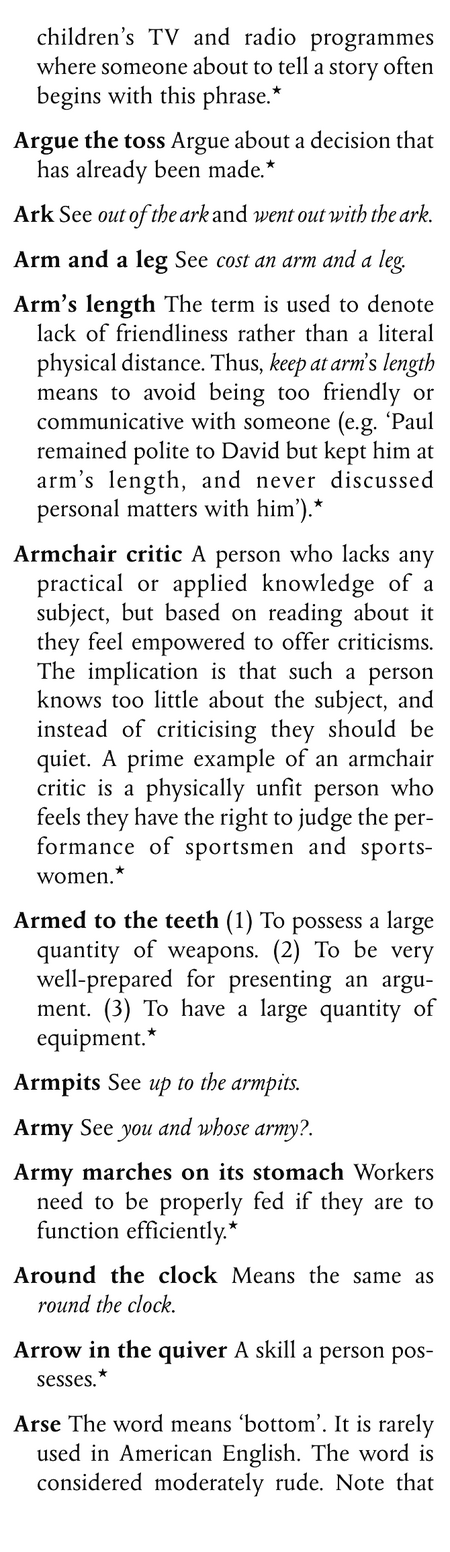 children's TV and radio programmes
where someone about to tell a story often
begins with this phrase.★
Argue the toss Argue about a decision that
has already been made.★
Ark See out of the ark and went out with the ark.
Arm and a leg See cost an arm and a leg.
Arm's length The term is used to denote
lack of friendliness rather than a literal
physical distance. Thus, keep at arm's length
means to avoid being too friendly or
communicative with someone (e.g. 'Paul
remained polite to David but kept him at
arm's length, and never discussed
personal matters with him').★
Armchair critic A person who lacks any
practical or applied knowledge of a
subject, but based on reading about it
they feel empowered to offer criticisms.
The implication is that such a person
knows too little about the subject, and
instead of criticising they should be
quiet. A prime example of an armchair
critic is a physically unfit person who
feels they have the right to judge the per-
formance of sportsmen and sports-
women.★
Armed to the teeth (1) To possess a large
quantity of weapons. (2) To be very
well-prepared for presenting an argu-
ment. (3) To have a large quantity of
equipment.★
Armpits See up to the armpits.
Army See you and whose army?.
Army marches on its stomach Workers
need to be properly fed if they are to
function efficiently.★
Around the clock Means the same as
round the clock.
Arrow in the quiver A skill a person pos-
sesses.★
Arse The word means 'bottom'. It is rarely
used in American English. The word is
considered moderately rude. Note that